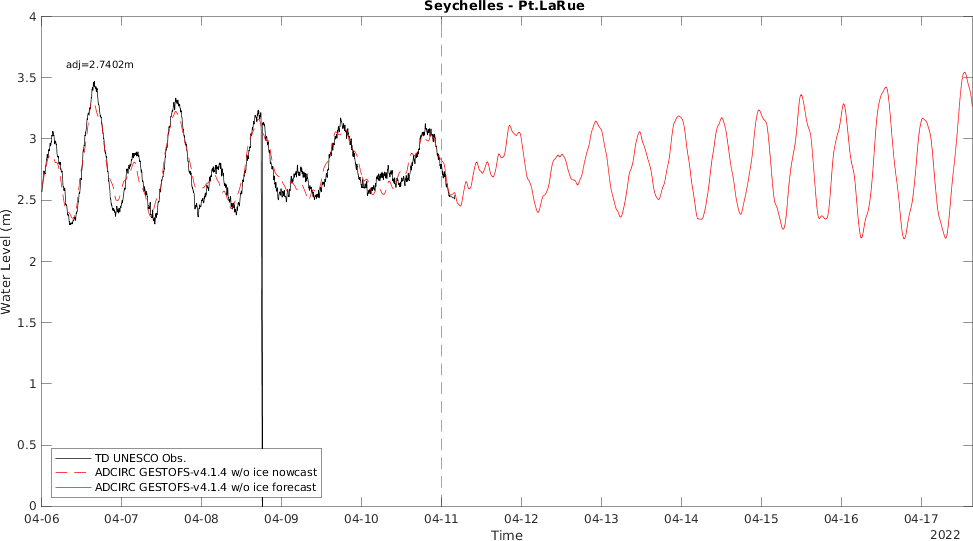 Seychelles - Pt.LaRue
adj=2.7402m
4
3.5
3
2.5
2
1.5
1
0.5
0
Water Level (m)
TD UNESCO Obs.
ADCIRC GESTOFS-v4.1.4 w/o ice nowcast
ADCIRC GESTOFS-v4.1.4 w/o ice forecast
04-06 04-07 04-08 04-09 04-10 04-11 04-12 04-13 04-14 04-15 04-16 04-17
Time
2022